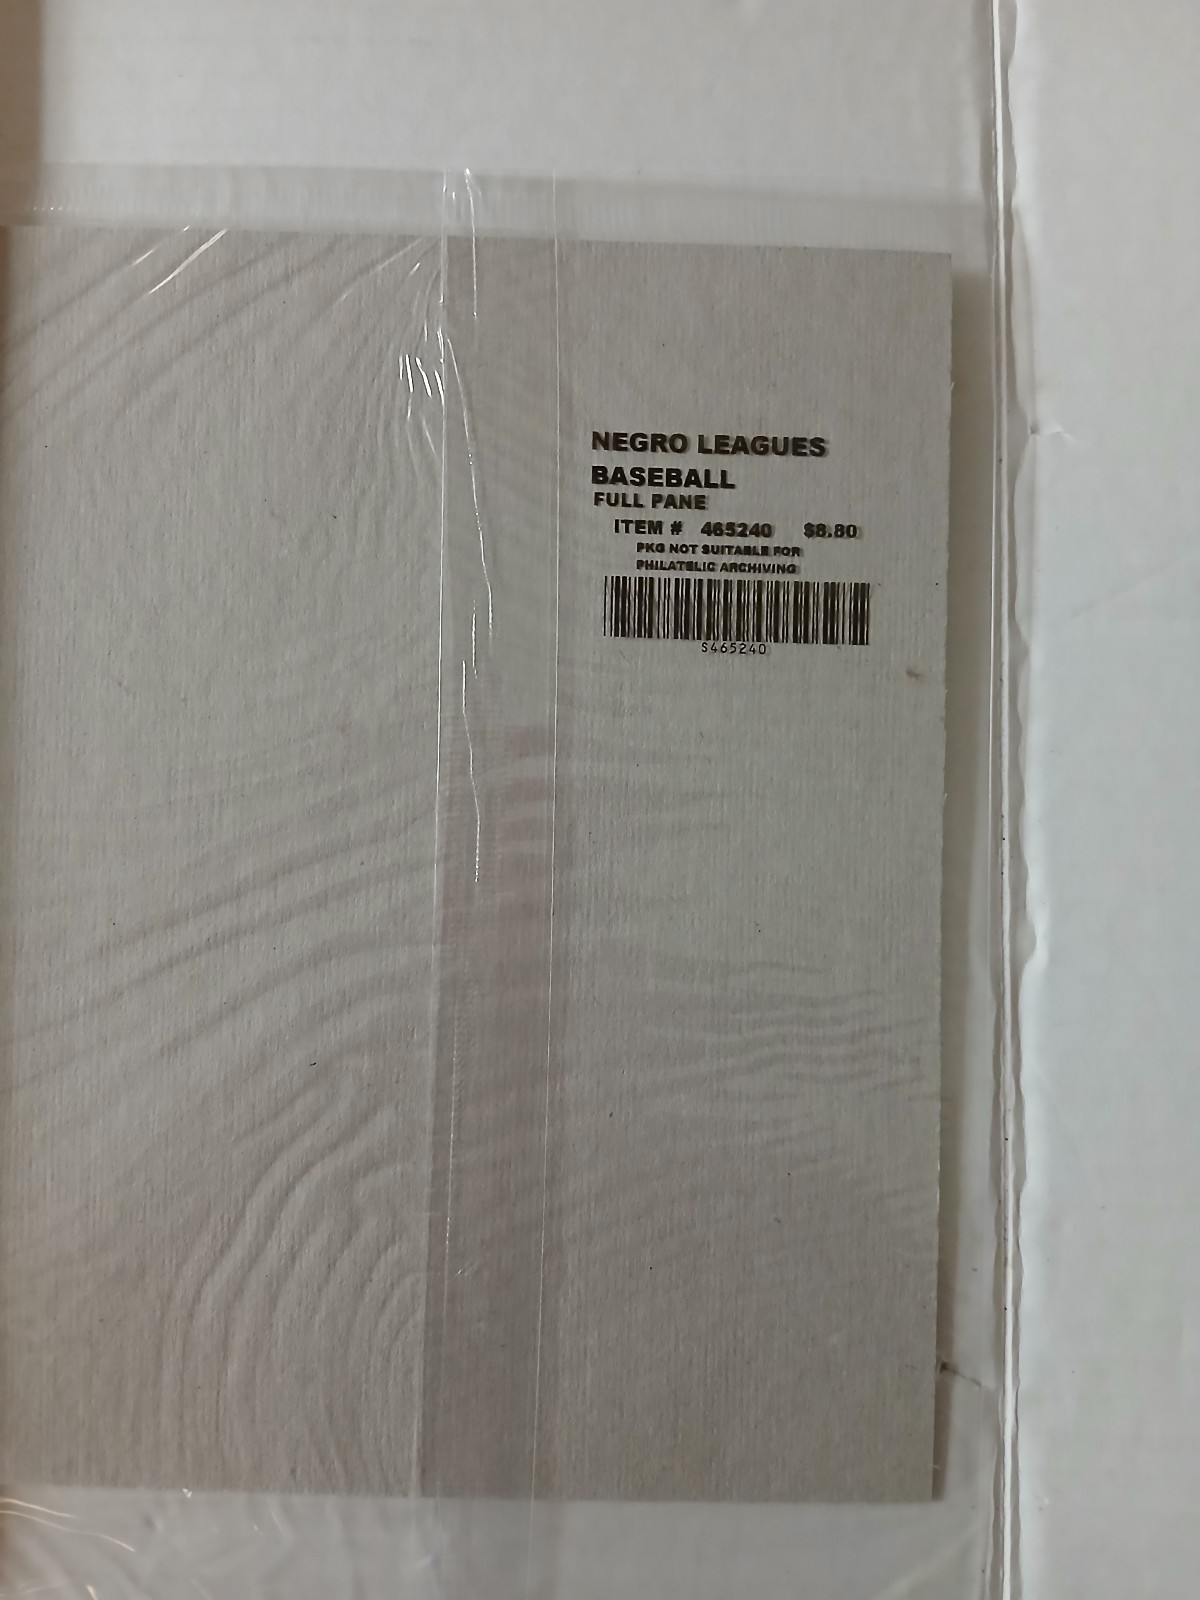 NEGRO LEAGUES
BASEBALL
FULL PANE
ITEM # 465240 $8.80
PKG NOT SUITABLE FOR
PHILATELIC ARCHIVING
S465240